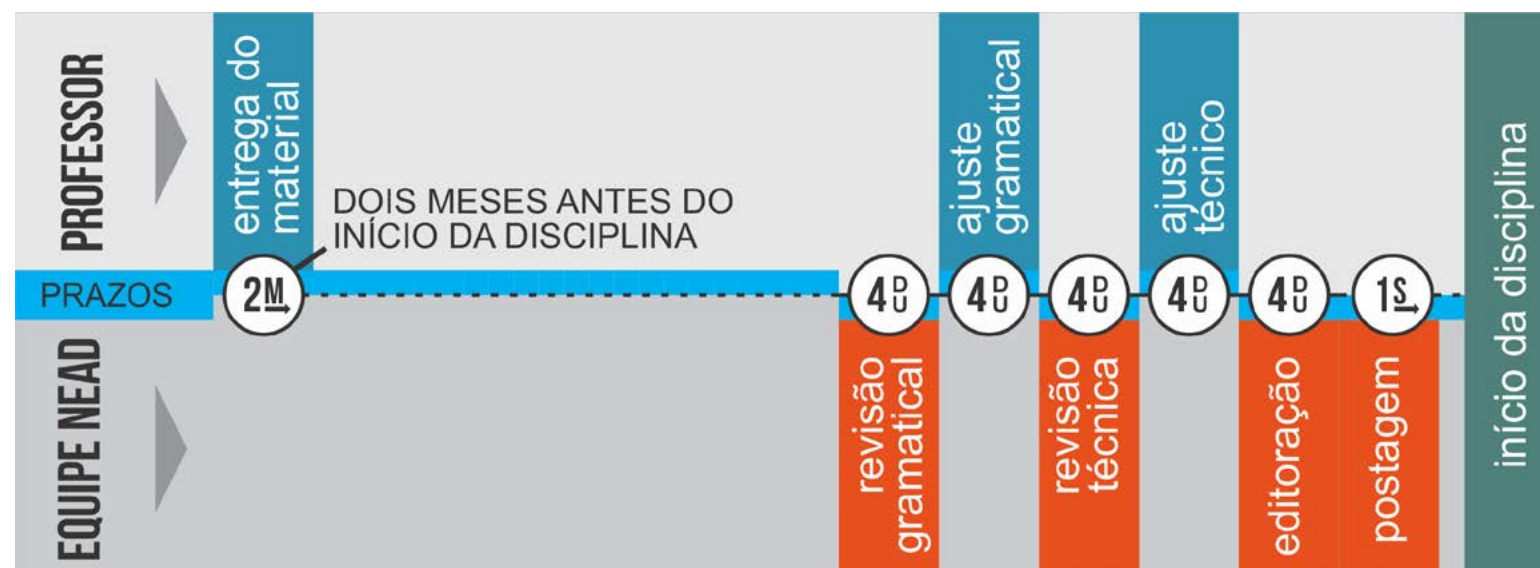 PROFESSOR
entrega do
material
DOIS MESES ANTES DO
INÍCIO DA DISCIPLINA
ajuste
gramatical
ajuste
técnico
PRAZOS
2M
4DU
4DU
4DU
4DU
4DU
1S
EQUIPE NEAD
revisão
gramatical
revisão
técnica
editoração
postagem
início da disciplina